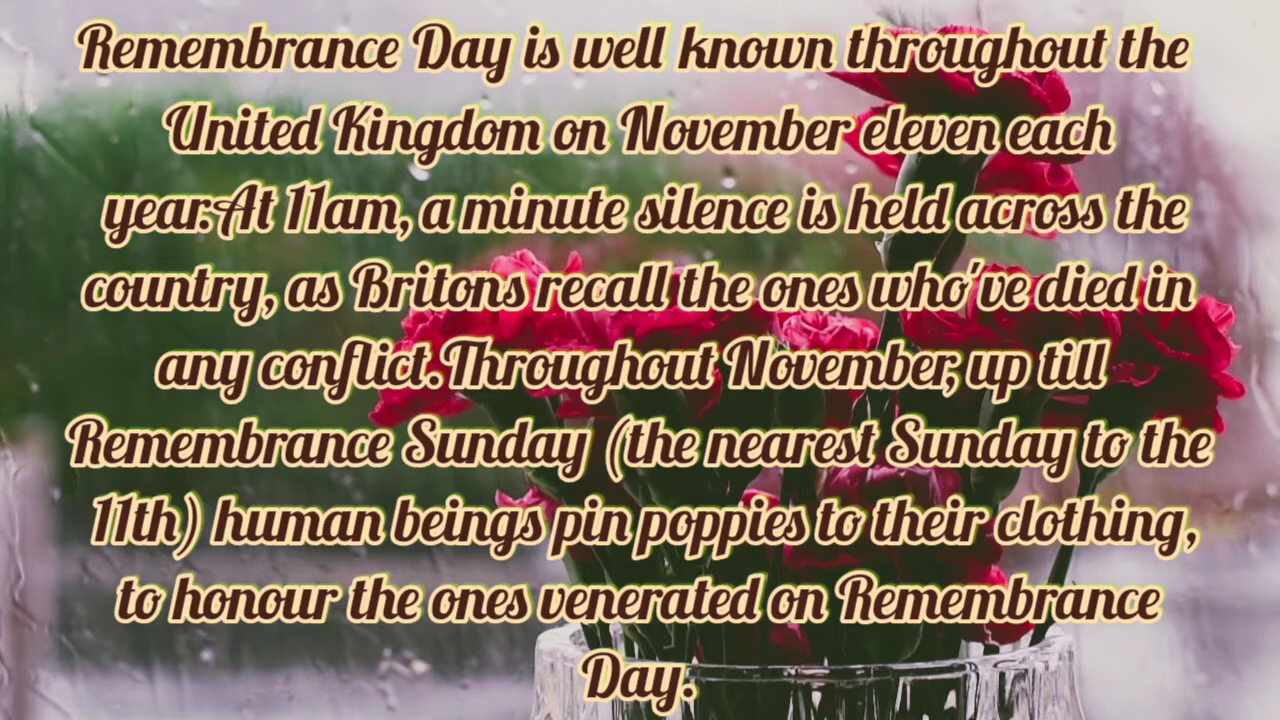 Remembrance Day is well known throughout the
United Kingdom on November eleven each
year.At 11am, a minute silence is held across the
country, as Britons recall the ones who've died in
any conflict.Throughout November, up till
Remembrance Sunday (the nearest Sunday to the
11th) human beings pin poppies to their clothing,
to honour the ones venerated on Remembrance
Day.